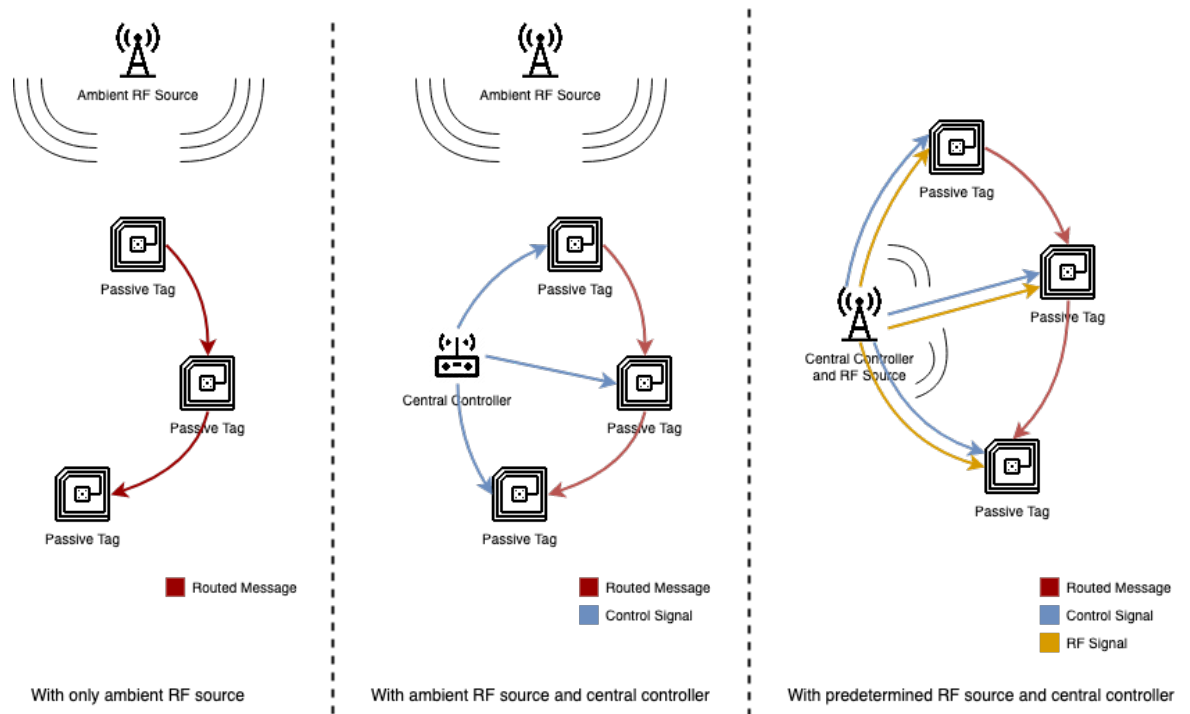 Ambient RF Source
Passive Tag
Passive Tag
Passive Tag
Routed Message
With only ambient RF source
Ambient RF Source
Passive Tag
Central Controller
Passive Tag
Passive Tag
Routed Message
Control Signal
With ambient RF source and central controller
Passive Tag
Passive Tag
Central Controller
and RF Source
Passive Tag
Routed Message
Control Signal
RF Signal
With predetermined RF source and central controller